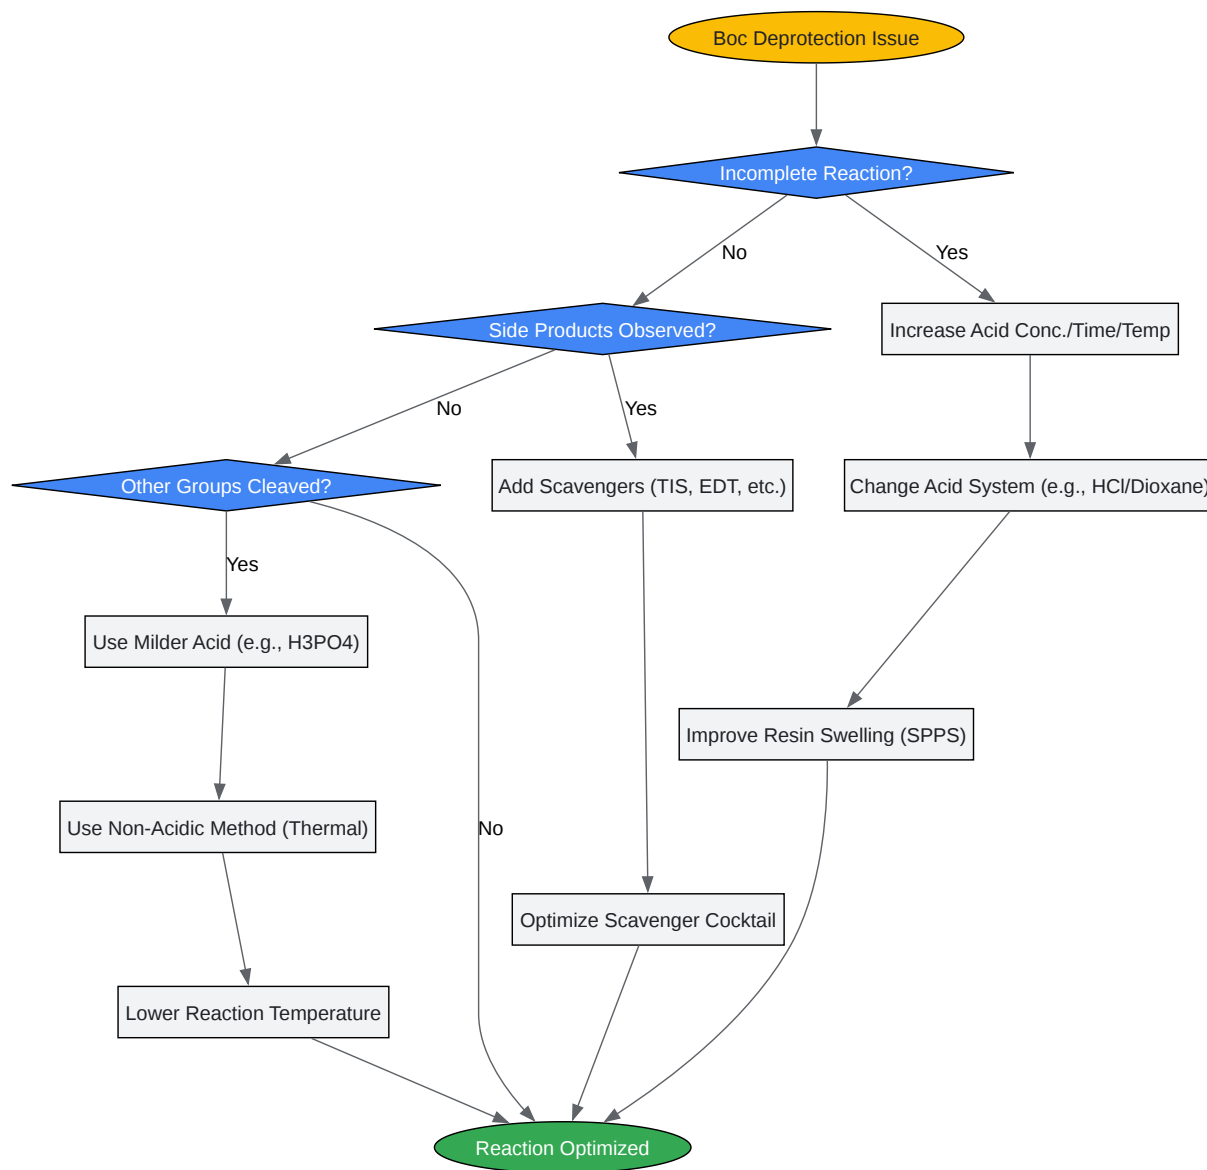 Boc Deprotection Issue
Incomplete Reaction?
No
Yes
Side Products Observed?
Increase Acid Conc./Time/Temp
No
Yes
Other Groups Cleaved?
Add Scavengers (TIS, EDT, etc.)
Change Acid System (e.g., HCl/Dioxane)
Yes
Use Milder Acid (e.g., H3PO4)
Improve Resin Swelling (SPPS)
Use Non-Acidic Method (Thermal)
No
Optimize Scavenger Cocktail
Lower Reaction Temperature
Reaction Optimized